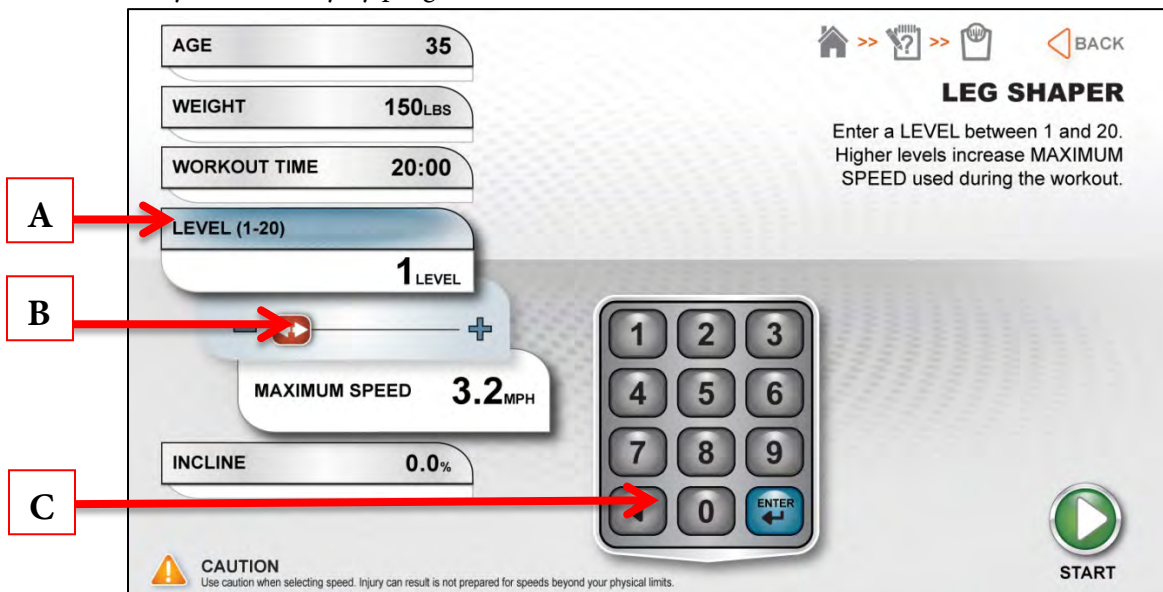 AGE 35
WEIGHT 150LBS
WORKOUT TIME 20:00
A
LEVEL (1-20)
1 LEVEL
B
- +
MAXIMUM SPEED 3.2MPH
INCLINE 0.0%
C
>> ? >> BACK
LEG SHAPER
Enter a LEVEL between 1 and 20.
Higher levels increase MAXIMUM
SPEED used during the workout.
1 2 3
4 5 6
7 8 9
0 ENTER
START
CAUTION
Use caution when selecting speed. Injury can result is not prepared for speeds beyond your physical limits.